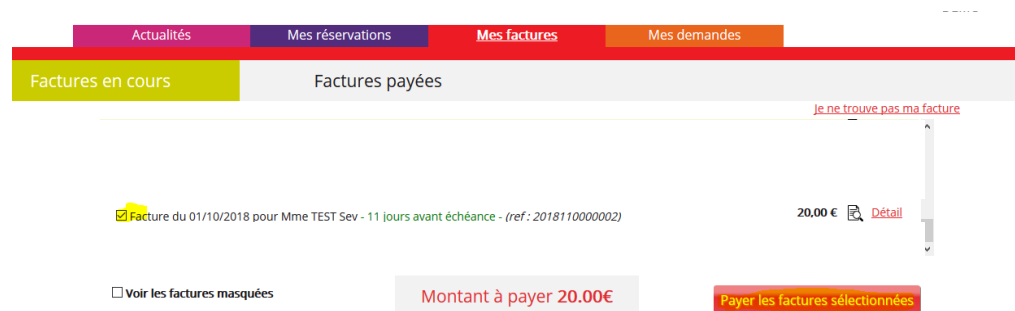 Actualités Mes réservations Mes factures Mes demandes
Factures en cours Factures payées
Je ne trouve pas ma facture
Facture du 01/10/2018 pour Mme TEST Sev - 11 jours avant échéance - (ref : 2018110000002) 20,00 € Détail
Voir les factures masquées Montant à payer 20.00€ Payer les factures sélectionnées